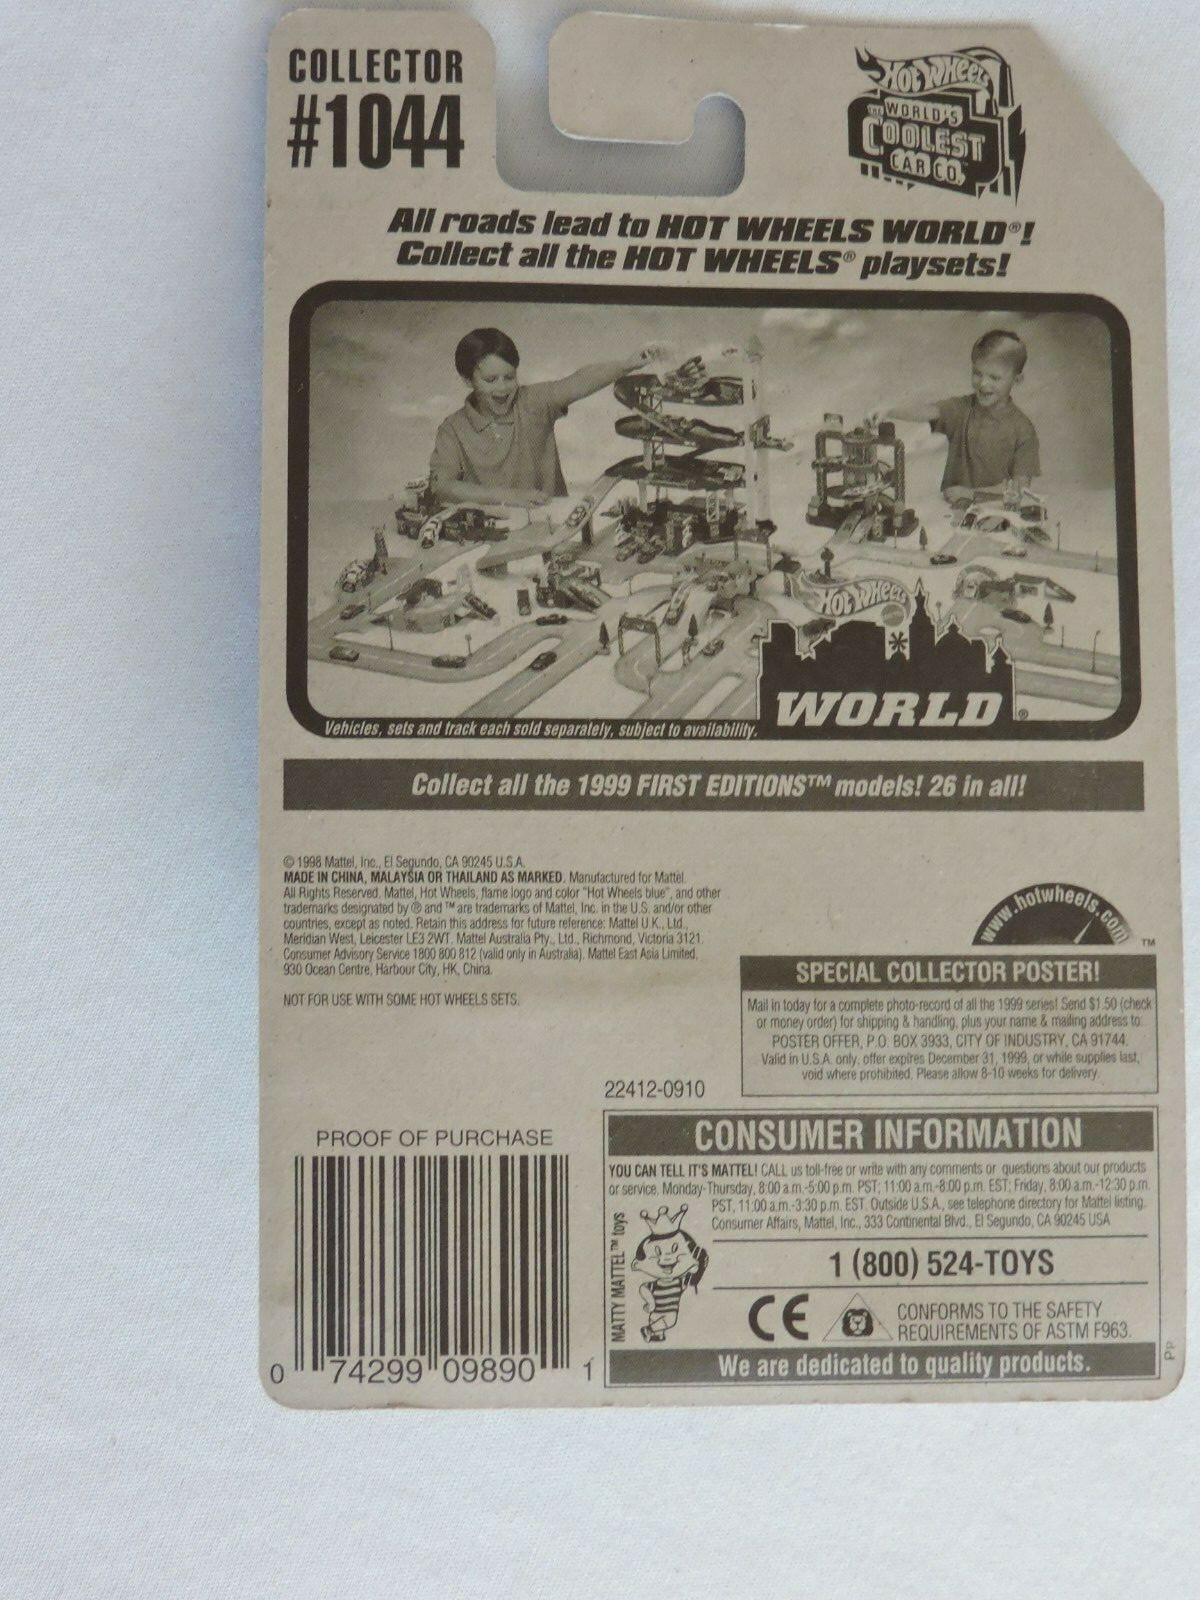 COLLECTOR
#1044
HOT WHEELS
THE WORLD'S
COOLEST
CAR CO.™
All roads lead to HOT WHEELS WORLD®!
Collect all the HOT WHEELS® playsets!
HOT WHEELS
WORLD®
Vehicles, sets and track each sold separately, subject to availability.
Collect all the 1999 FIRST EDITIONS™ models! 26 in all!
© 1998 Mattel, Inc., El Segundo, CA 90245 U.S.A.
MADE IN CHINA, MALAYSIA OR THAILAND AS MARKED. Manufactured for Mattel.
All Rights Reserved. Mattel, Hot Wheels, flame logo and color "Hot Wheels blue", and other
trademarks designated by ® and ™ are trademarks of Mattel, Inc. in the U.S. and/or other
countries, except as noted. Retain this address for future reference: Mattel U.K., Ltd.,
Meridian West, Leicester LE3 2WT. Mattel Australia Pty., Ltd., Richmond, Victoria 3121.
Consumer Advisory Service 1800 800 812 (valid only in Australia). Mattel East Asia Limited,
930 Ocean Centre, Harbour City, HK, China.
NOT FOR USE WITH SOME HOT WHEELS SETS.
www.hotwheels.com™
SPECIAL COLLECTOR POSTER!
Mail in today for a complete photo-record of all the 1999 series! Send $1.50 (check
or money order) for shipping & handling, plus your name & mailing address to:
POSTER OFFER, P.O. BOX 3933, CITY OF INDUSTRY, CA 91744.
Valid in U.S.A. only, offer expires December 31, 1999, or while supplies last,
void where prohibited. Please allow 8-10 weeks for delivery.
22412-0910
PROOF OF PURCHASE
0 74299 09890 1
CONSUMER INFORMATION
YOU CAN TELL IT'S MATTEL! CALL us toll-free or write with any comments or questions about our products
or service, Monday-Thursday, 8:00 a.m.-5:00 p.m. PST; 11:00 a.m.-8:00 p.m. EST; Friday, 8:00 a.m.-12:30 p.m.
PST, 11:00 a.m.-3:30 p.m. EST. Outside U.S.A., see telephone directory for Mattel listing.
Consumer Affairs, Mattel, Inc., 333 Continental Blvd., El Segundo, CA 90245 USA
MATTY MATTEL™ toys
1 (800) 524-TOYS
CE
CONFORMS TO THE SAFETY
REQUIREMENTS OF ASTM F963.
We are dedicated to quality products.
PP